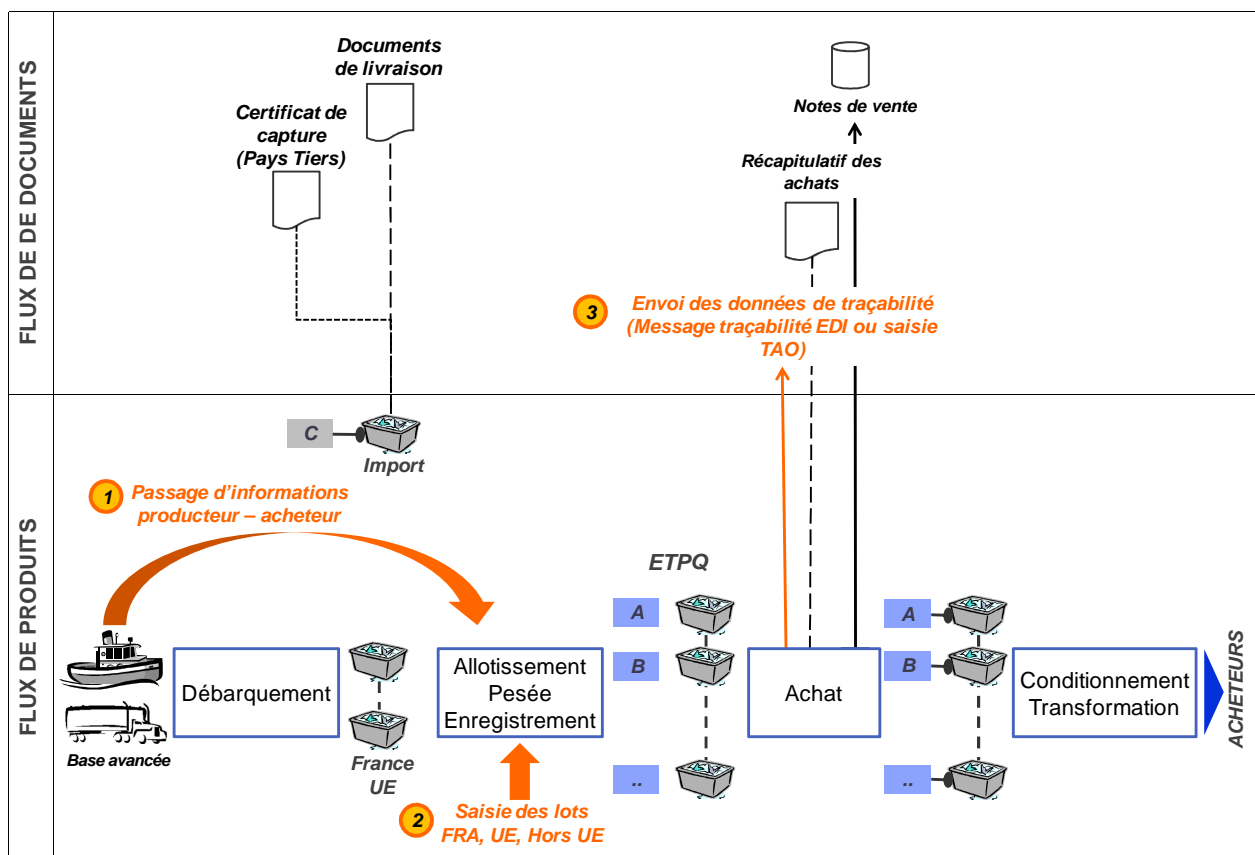 FLUX DE DOCUMENTS
Documents
de livraison
Certificat de
capture
(Pays Tiers)
Notes de vente
Récapitulatif des
achats
3
Envoi des données de traçabilité
(Message traçabilité EDI ou saisie
TAO)
FLUX DE PRODUITS
C
Import
1
Passage d’informations
producteur – acheteur
ETPQ
A
B
..
A
B
..
Débarquement
Allotissement
Pesée
Enregistrement
Achat
Conditionnement
Transformation
ACHETEURS
Base avancée
France
UE
2
Saisie des lots
FRA, UE, Hors UE